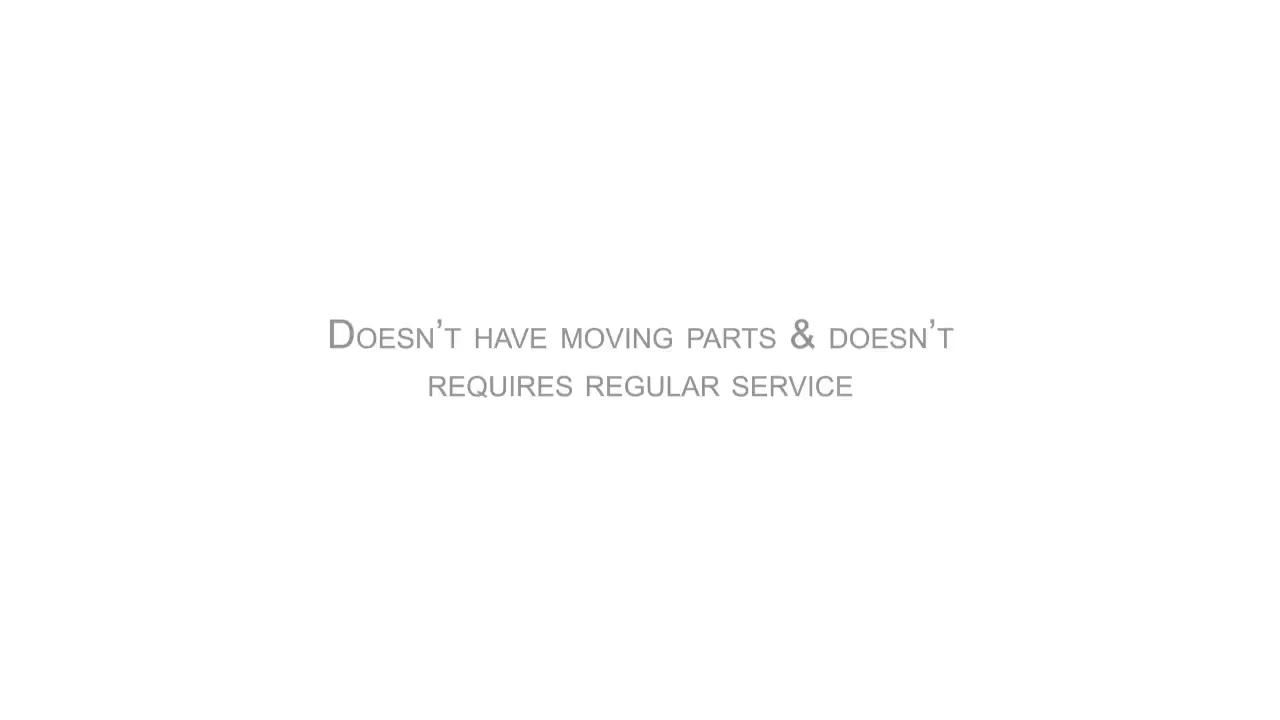 Doesn’t have moving parts & doesn’t
requires regular service